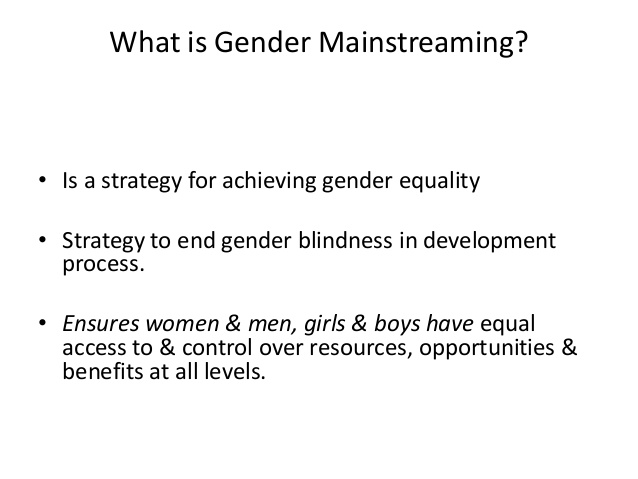 What is Gender Mainstreaming?
• Is a strategy for achieving gender equality
• Strategy to end gender blindness in development
process.
• Ensures women & men, girls & boys have equal
access to & control over resources, opportunities &
benefits at all levels.